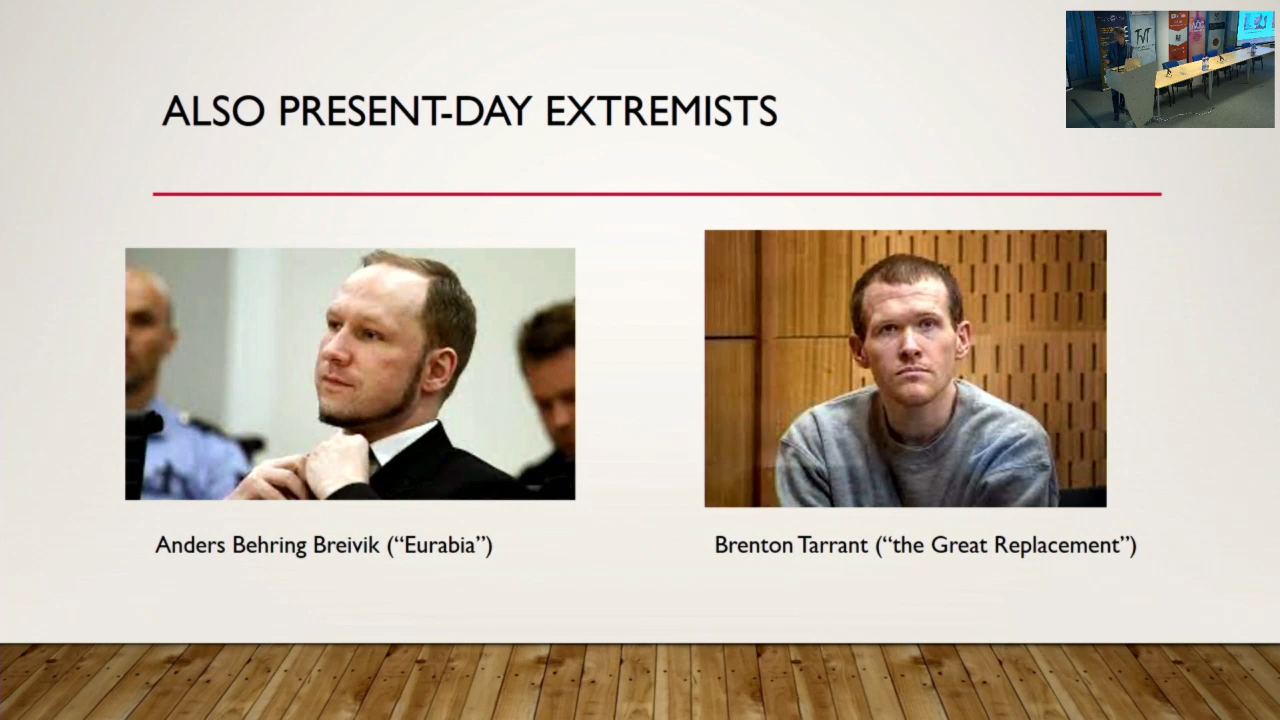 ALSO PRESENT-DAY EXTREMISTS
Anders Behring Breivik (“Eurabia”)
Brenton Tarrant (“the Great Replacement”)